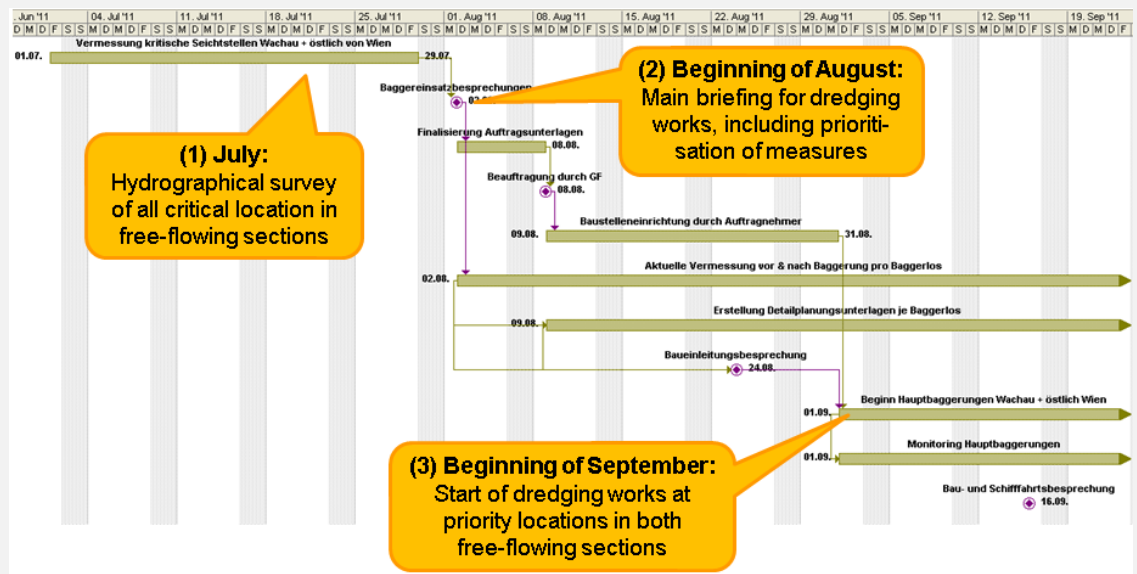 . Jun '11 04. Jul '11 11. Jul '11 18. Jul '11 25. Jul '11 01. Aug '11 08. Aug '11 15. Aug '11 22. Aug '11 29. Aug '11 05. Sep '11 12. Sep '11 19. Sep '11
D M D F S S M D M D F S S M D M D F S S M D M D F S S M D M D F S S M D M D F S S M D M D F S S M D M D F S S M D M D F S S M D M D F S S M D M D F S S M D M D F S S M D M D F
Vermessung kritische Seichtstellen Wachau + östlich von Wien
01.07. 29.07.
(2) Beginning of August:
Main briefing for dredging
works, including prioriti-
sation of measures
Baggereinsatzbesprechungen
(1) July:
Hydrographical survey
of all critical location in
free-flowing sections
Finalisierung Auftragsunterlagen
08.08.
Beauftragung durch GF
08.08.
Baustelleneinrichtung durch Auftragnehmer
09.08. 31.08.
Aktuelle Vermessung vor & nach Baggerung pro Baggerlos
02.08.
Erstellung Detailplanungsunterlagen je Baggerlos
09.08.
Baueinleitungsbesprechung
24.08.
Beginn Hauptbaggerungen Wachau + östlich Wien
01.09.
Monitoring Hauptbaggerungen
01.09.
(3) Beginning of September:
Start of dredging works at
priority locations in both
free-flowing sections
Bau- und Schifffahrtsbesprechung
16.09.